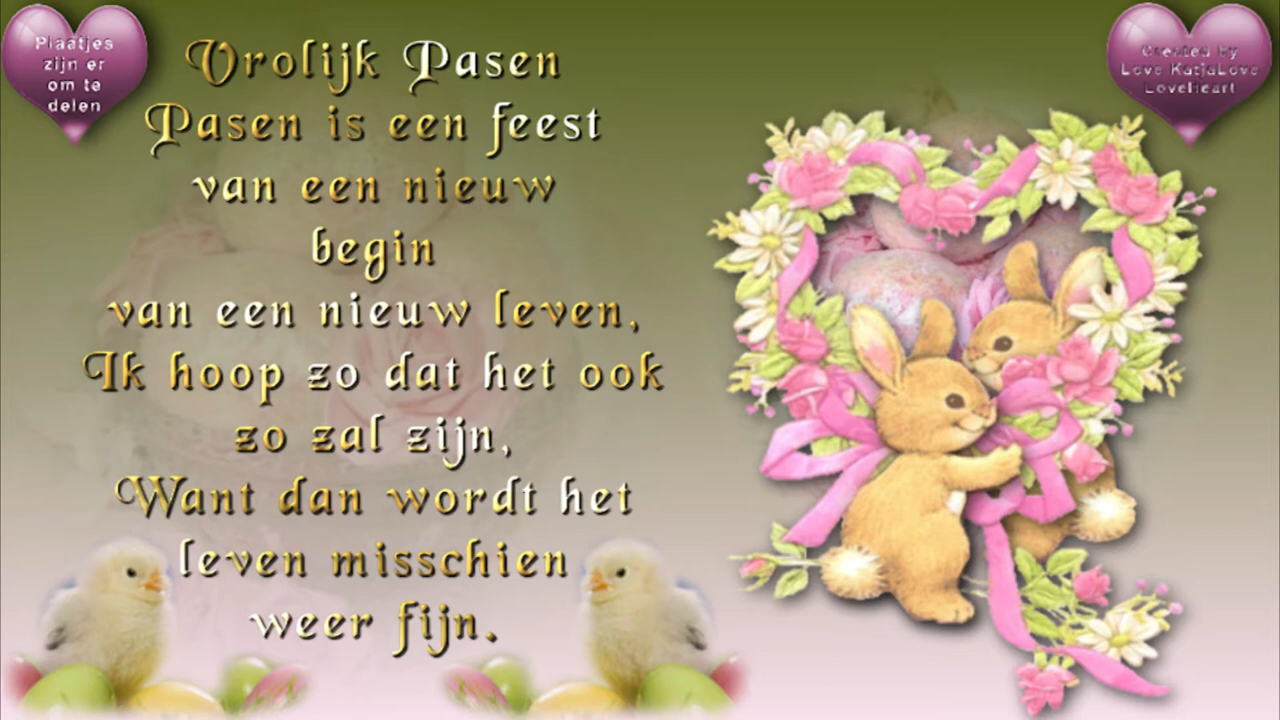 Plaatjes
zijn er
om te
delen
Vrolijk Pasen
Pasen is een feest
van een nieuw
begin
van een nieuw leven,
Ik hoop zo dat het ook
zo zal zijn,
Want dan wordt het
leven misschien
weer fijn.
Created by
Love KatjaLove
LoveHeart